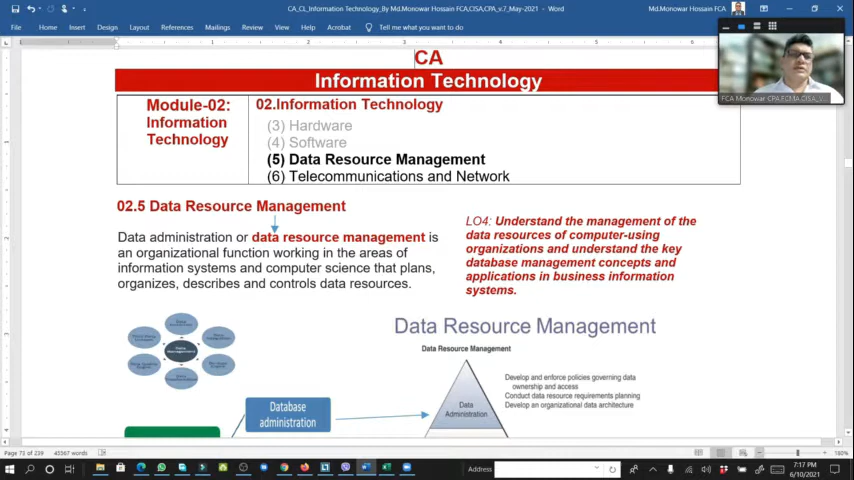 CA_CL_Information Technology_By Md.Monowar Hossain FCA,CISA,CPA_v.7_May-2021 - Word
Md.Monowar Hossain FCA
File Home Insert Design Layout References Mailings Review View Help Acrobat Tell me what you want to do
FCA Monowar CPA,FCMA,CISA_V...
CA
Information Technology
Module-02:
Information
Technology
02.Information Technology
(3) Hardware
(4) Software
(5) Data Resource Management
(6) Telecommunications and Network
02.5 Data Resource Management
Data administration or data resource management is
an organizational function working in the areas of
information systems and computer science that plans,
organizes, describes and controls data resources.
LO4: Understand the management of the
data resources of computer-using
organizations and understand the key
database management concepts and
applications in business information
systems.
Data
Management
Data Resource Management
Data Resource Management
Develop and enforce policies governing data
ownership and access
Conduct data resource requirements planning
Develop an organizational data architecture
Data
Administration
Database
administration
Page 73 of 239 45567 words
180%
Address
7:17 PM
6/10/2021